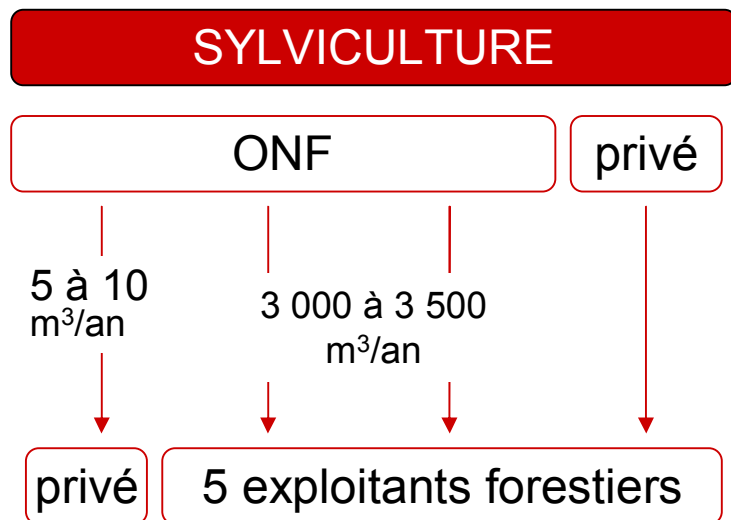 SYLVICULTURE
ONF
privé
5 à 10
m³/an
3 000 à 3 500
m³/an
privé
5 exploitants forestiers